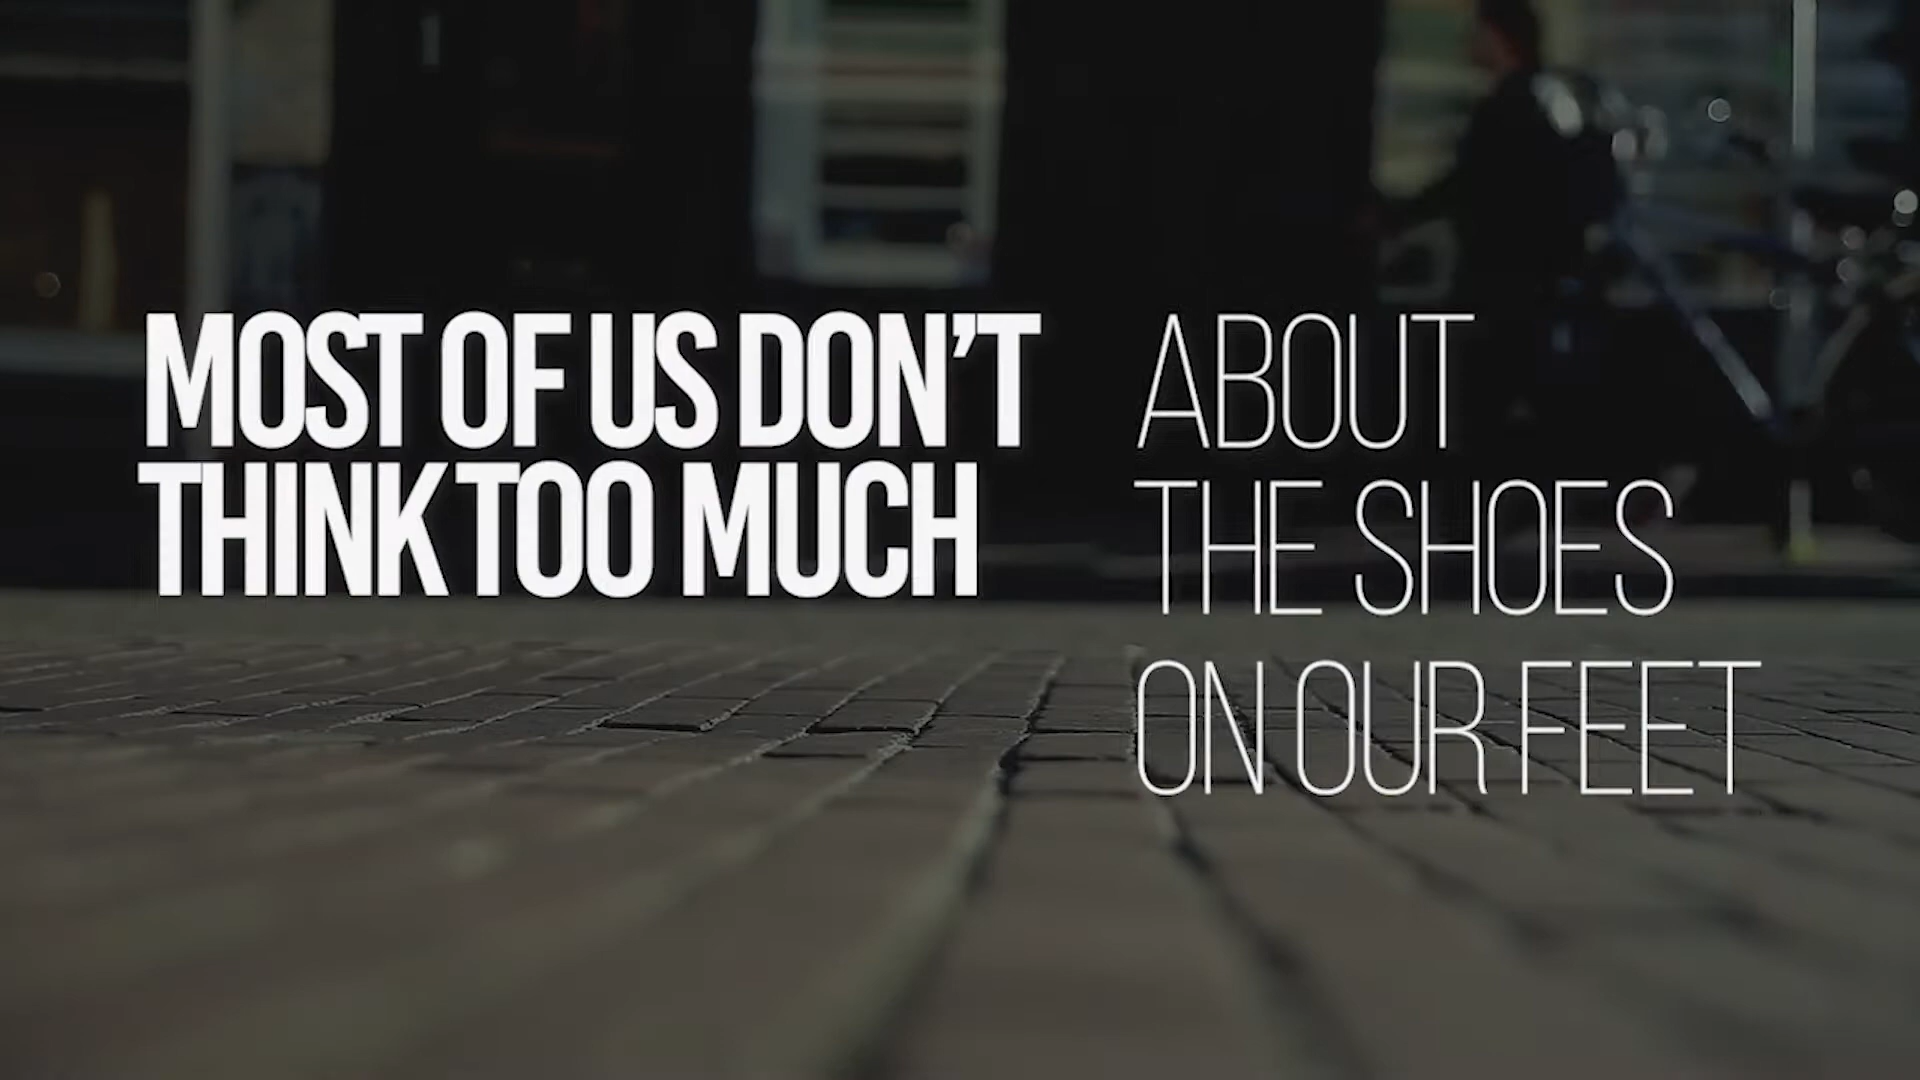 MOST OF US DON'T
THINK TOO MUCH
ABOUT
THE SHOES
ON OUR FEET